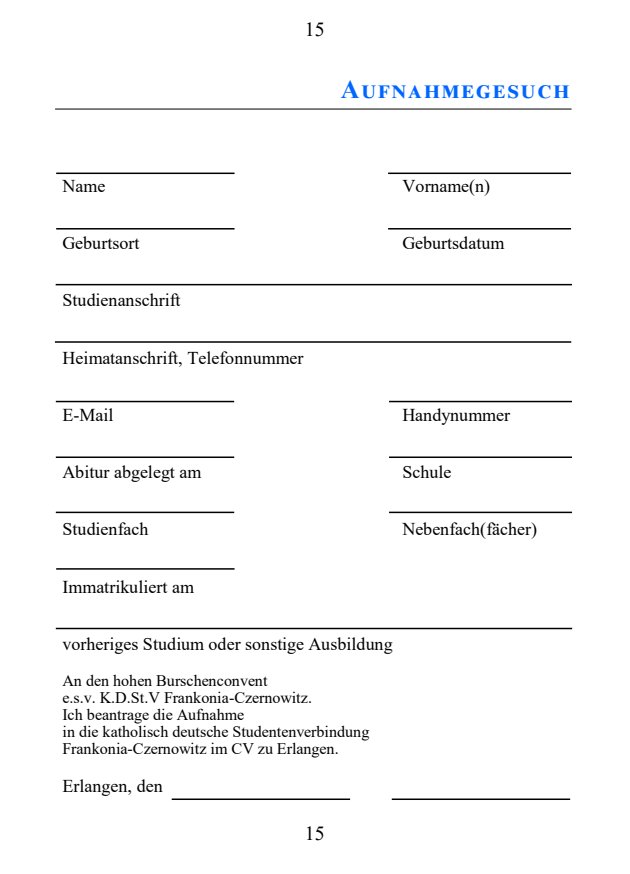 15
AUFNAHMEGESUCH
Name Vorname(n)
Geburtsort Geburtsdatum
Studienanschrift
Heimatanschrift, Telefonnummer
E-Mail Handynummer
Abitur abgelegt am Schule
Studienfach Nebenfach(fächer)
Immatrikuliert am
vorheriges Studium oder sonstige Ausbildung
An den hohen Burschenconvent
e.s.v. K.D.St.V Frankonia-Czernowitz.
Ich beantrage die Aufnahme
in die katholisch deutsche Studentenverbindung
Frankonia-Czernowitz im CV zu Erlangen.
Erlangen, den
15